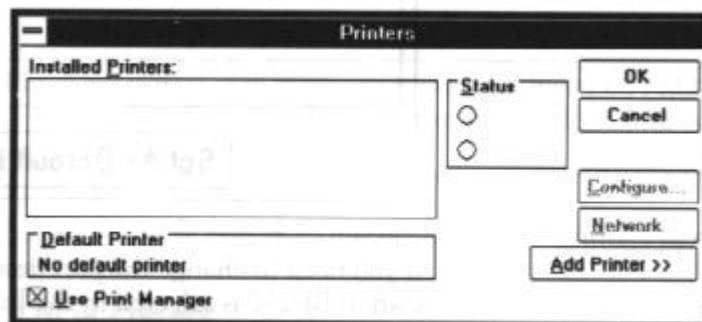 Printers
Installed Printers:
Status
OK
Cancel
Configure...
Network...
Default Printer
No default printer
Add Printer >>
Use Print Manager